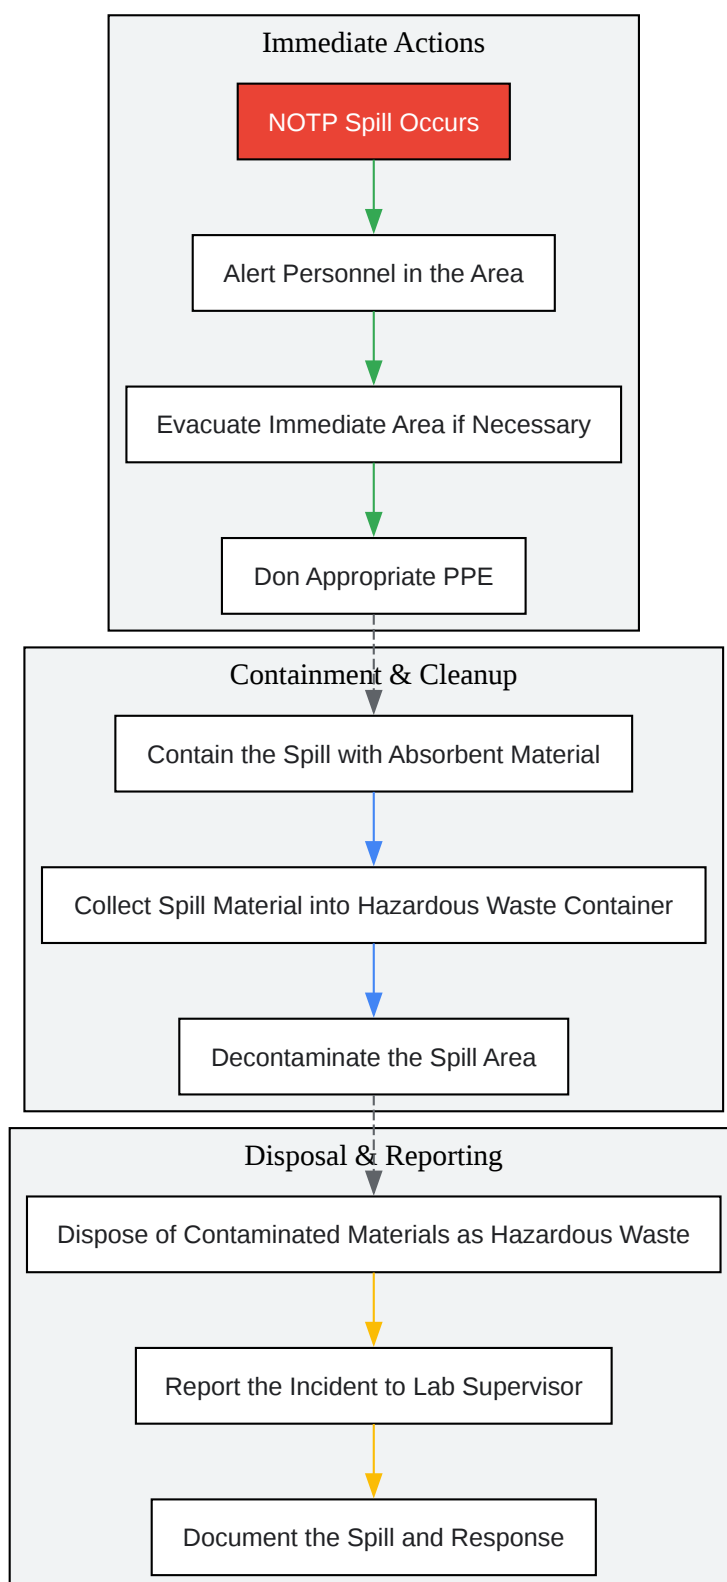 Immediate Actions
NOTP Spill Occurs
Alert Personnel in the Area
Evacuate Immediate Area if Necessary
Don Appropriate PPE
Containment & Cleanup
Contain the Spill with Absorbent Material
Collect Spill Material into Hazardous Waste Container
Decontaminate the Spill Area
Disposal & Reporting
Dispose of Contaminated Materials as Hazardous Waste
Report the Incident to Lab Supervisor
Document the Spill and Response